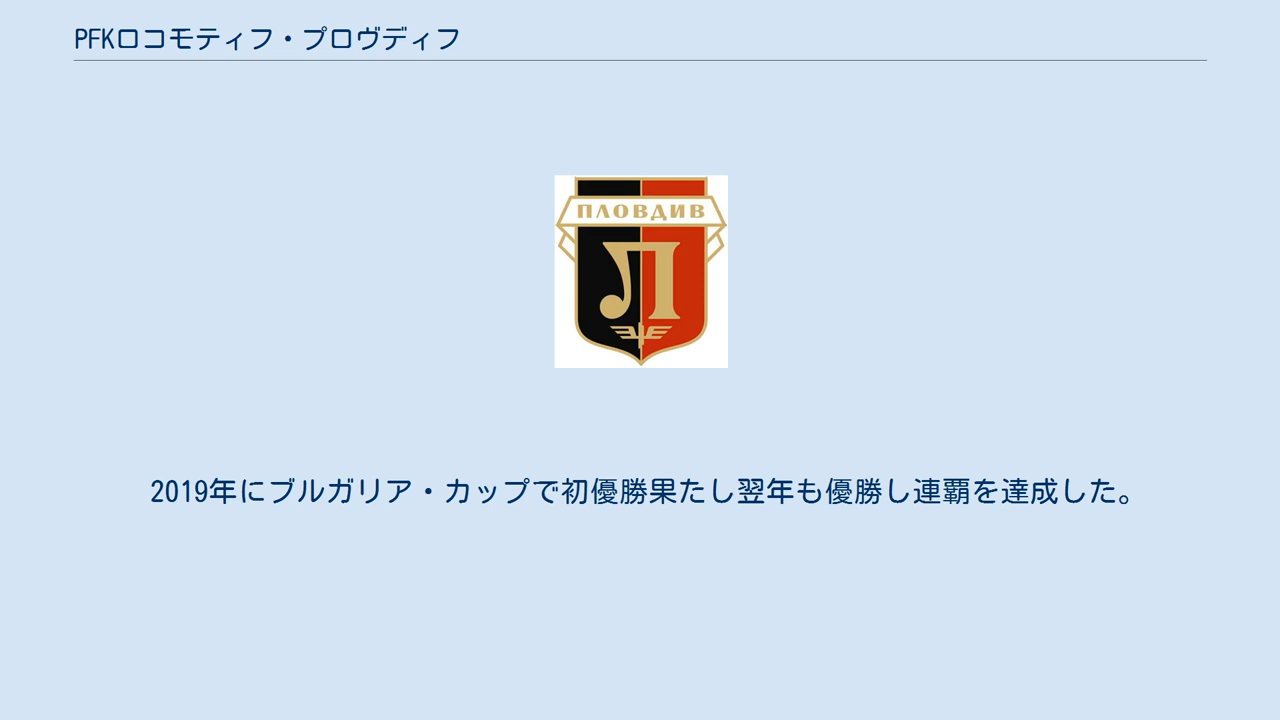 PFKロコモティフ・プロヴディフ
ПЛОВДИВ
Л
2019年にブルガリア・カップで初優勝果たし翌年も優勝し連覇を達成した。